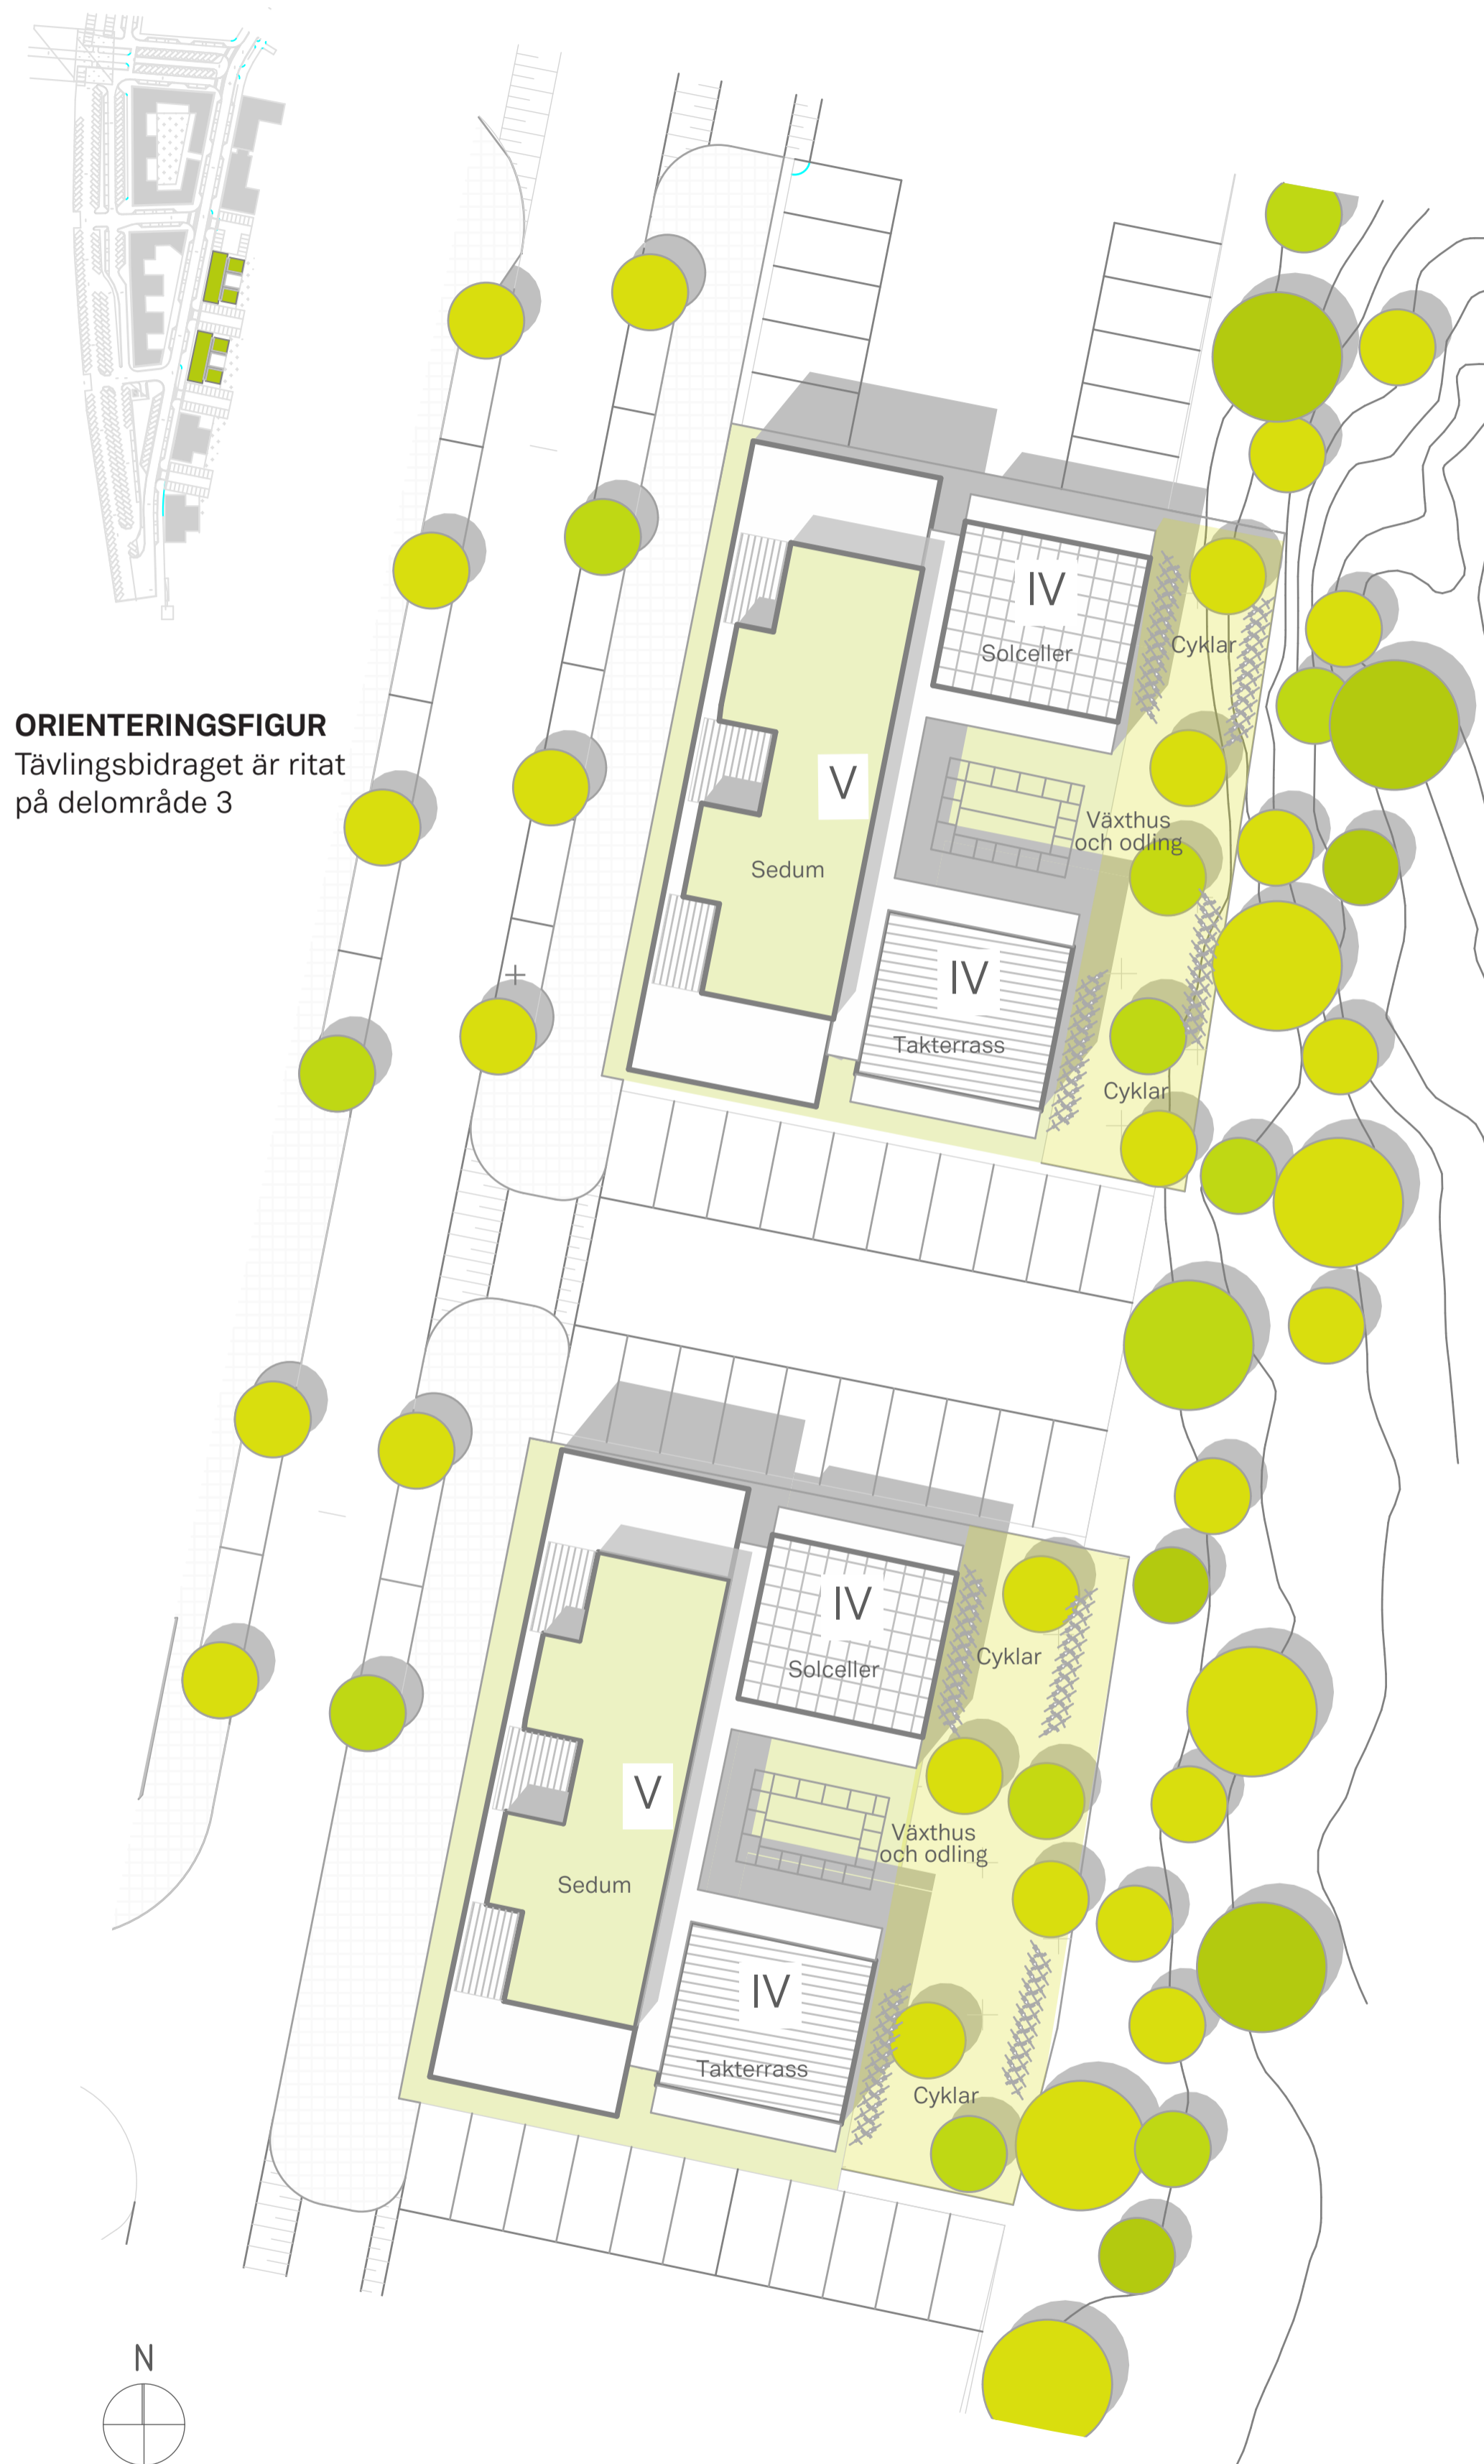 ORIENTERINGSFIGUR
Tävlingsbidraget är ritat
på delområde 3
IV
Solceller
Cyklar
V
Växthus
och odling
Sedum
IV
Takterrass
Cyklar
IV
Solceller
Cyklar
V
Växthus
och odling
Sedum
IV
Takterrass
Cyklar
N